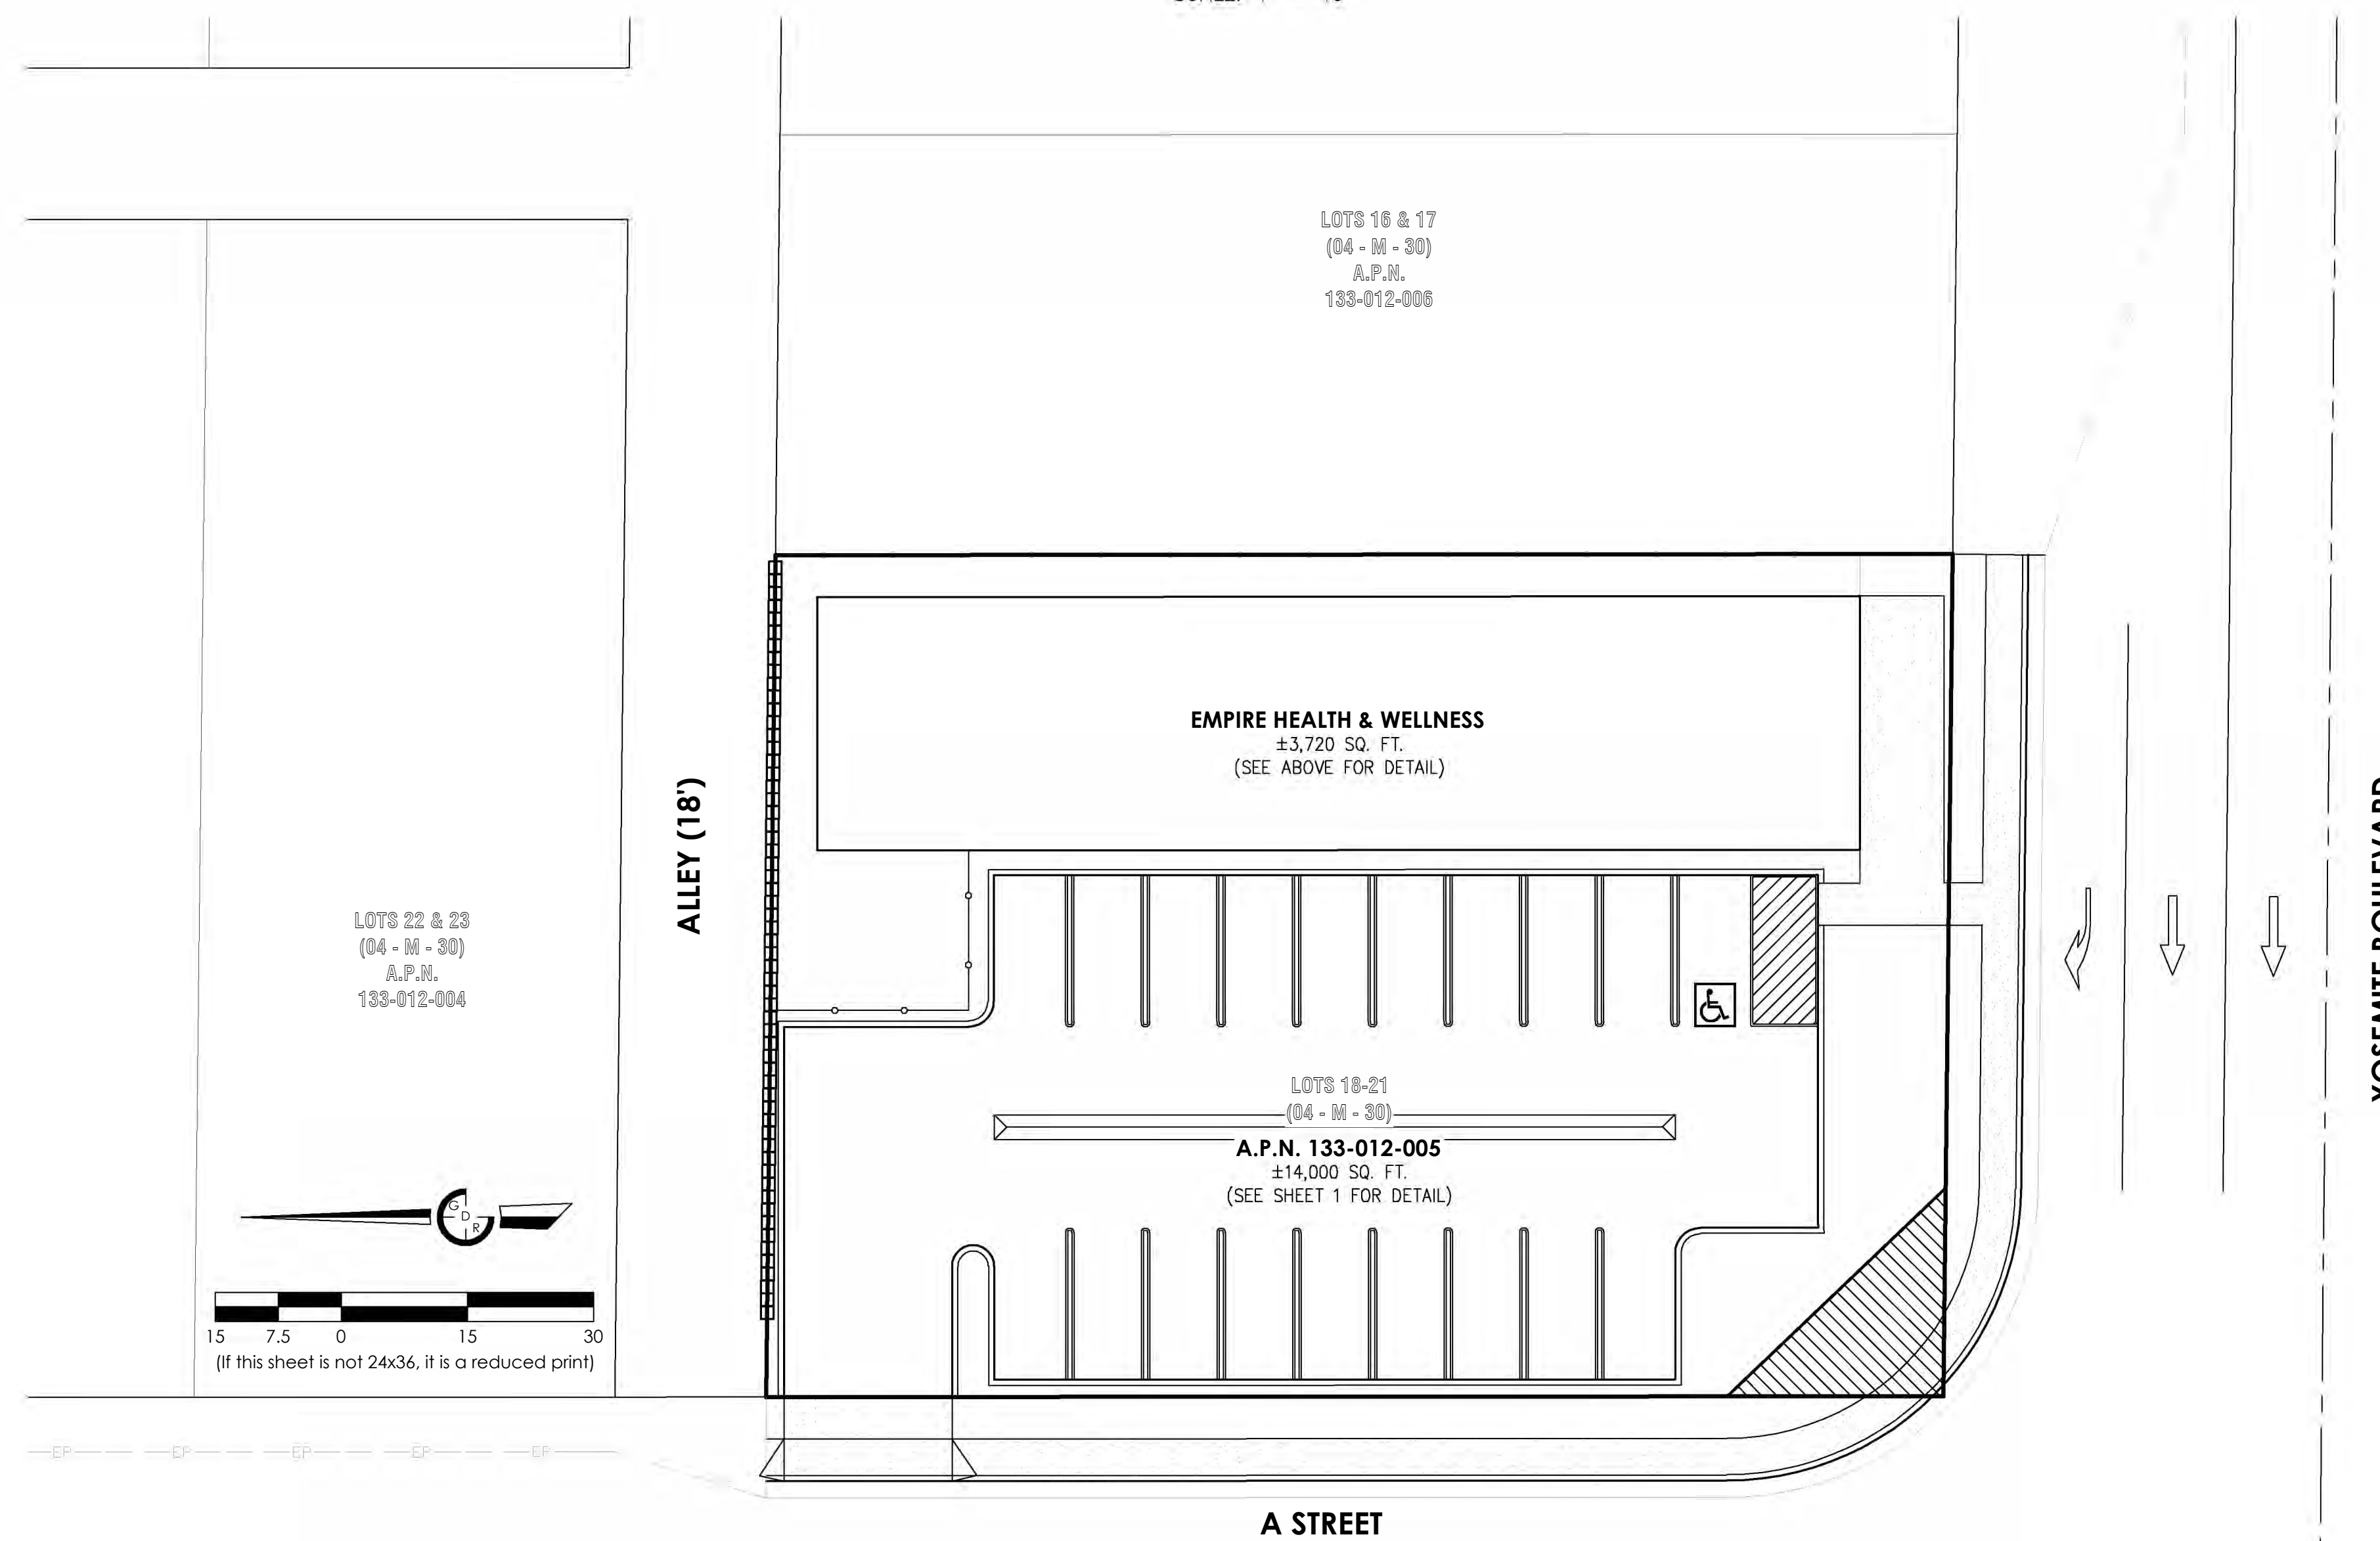 LOTS 16 & 17
(04 - M - 30)
A.P.N.
133-012-006
EMPIRE HEALTH & WELLNESS
±3,720 SQ. FT.
(SEE ABOVE FOR DETAIL)
ALLEY (18')
LOTS 22 & 23
(04 - M - 30)
A.P.N.
133-012-004
LOTS 18-21
(04 - M - 30)
A.P.N. 133-012-005
±14,000 SQ. FT.
(SEE SHEET 1 FOR DETAIL)
G
D
R
15 7.5 0 15 30
(If this sheet is not 24x36, it is a reduced print)
EP EP EP EP EP
A STREET
YOSEMITE BOULEVARD